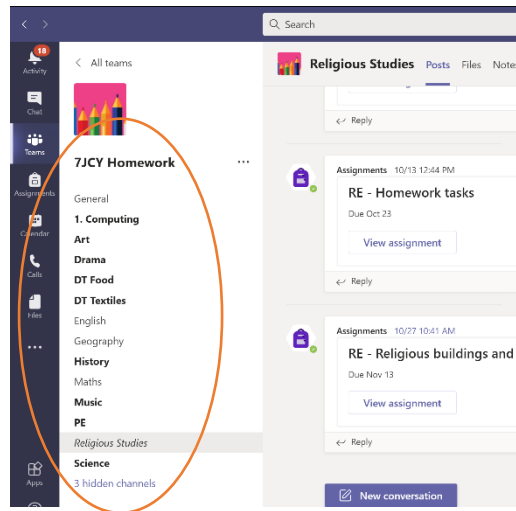 Search
18
Activity
Chat
Teams
Assignments
Calendar
Calls
Files
Apps
All teams
7JCY Homework
General
1. Computing
Art
Drama
DT Food
DT Textiles
English
Geography
History
Maths
Music
PE
Religious Studies
Science
3 hidden channels
Religious Studies Posts Files Notes
Reply
Assignments 10/13 12:44 PM
RE - Homework tasks
Due Oct 23
View assignment
Reply
Assignments 10/27 10:41 AM
RE - Religious buildings and
Due Nov 13
View assignment
Reply
New conversation